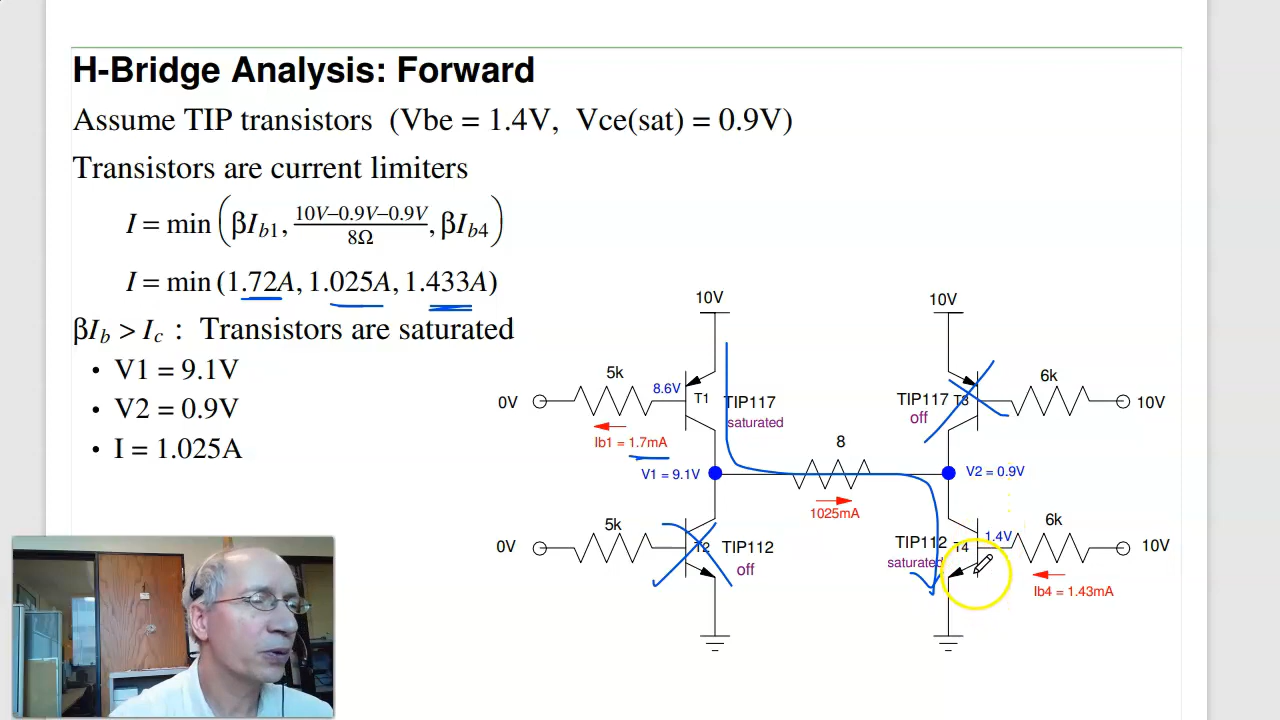 H-Bridge Analysis: Forward
Assume TIP transistors (Vbe = 1.4V, Vce(sat) = 0.9V)
Transistors are current limiters
I = min (βIb1, 10V–0.9V–0.9V / 8Ω, βIb4)
I = min (1.72A, 1.025A, 1.433A)
βIb > Ic : Transistors are saturated
• V1 = 9.1V
• V2 = 0.9V
• I = 1.025A
10V
10V
5k
6k
8.6V
T1
TIP117
TIP117
T3
0V
10V
saturated
off
Ib1 = 1.7mA
8
V1 = 9.1V
V2 = 0.9V
1025mA
5k
6k
1.4V
0V
T2
TIP112
TIP112
T4
10V
off
saturated
Ib4 = 1.43mA